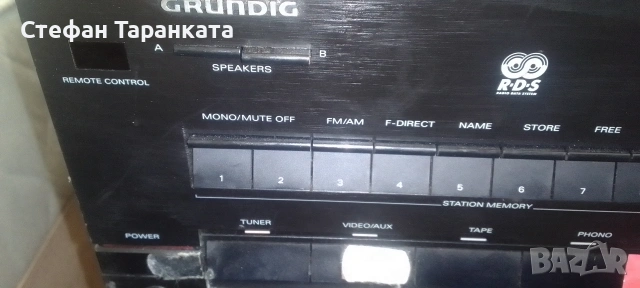 Стефан Таранката
GRUNDIG
A B
SPEAKERS
REMOTE CONTROL
R·D·S
RADIO DATA SYSTEM
MONO/MUTE OFF FM/AM F-DIRECT NAME STORE FREE
1 2 3 4 5 6 7
STATION MEMORY
POWER TUNER VIDEO/AUX TAPE PHONO
BAZAR